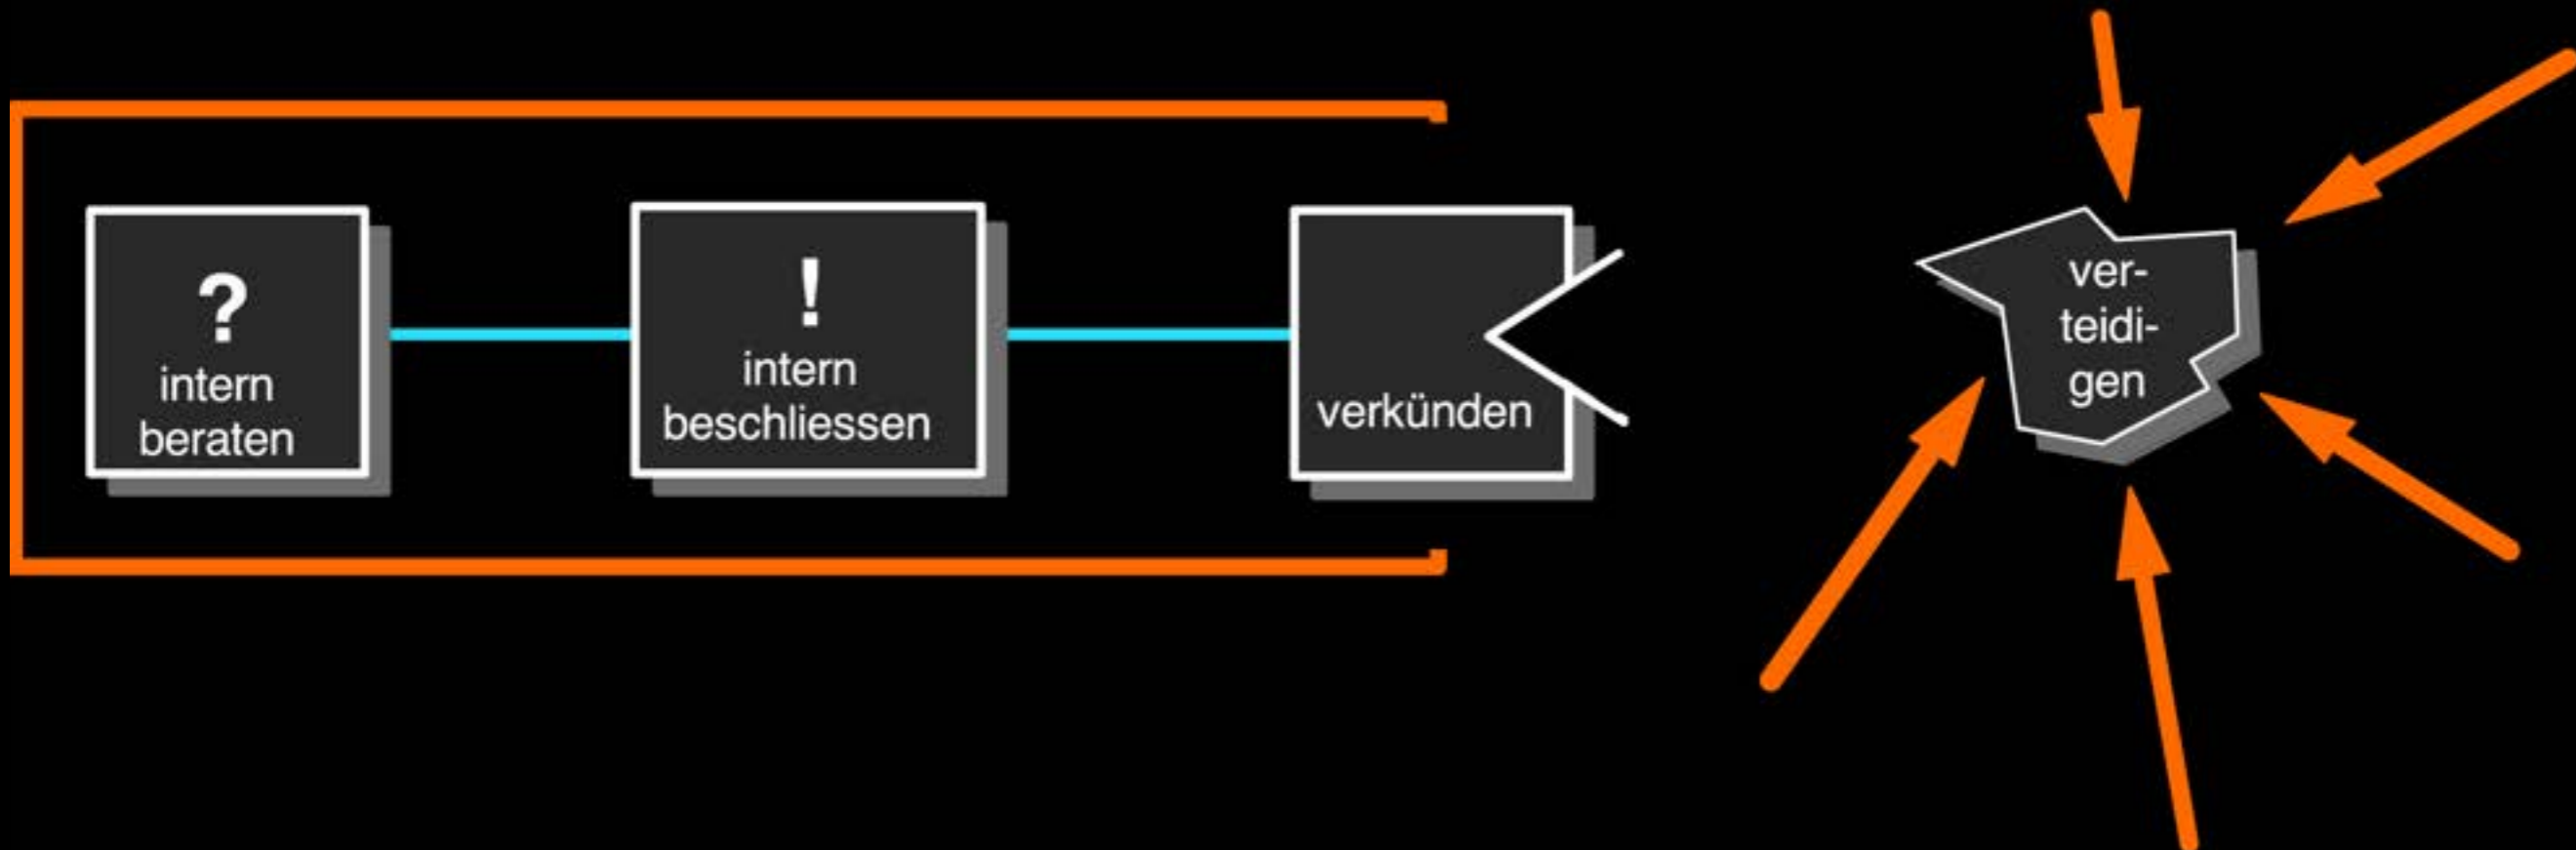 ?
intern
beraten
!
intern
beschliessen
verkünden
ver-
teidi-
gen